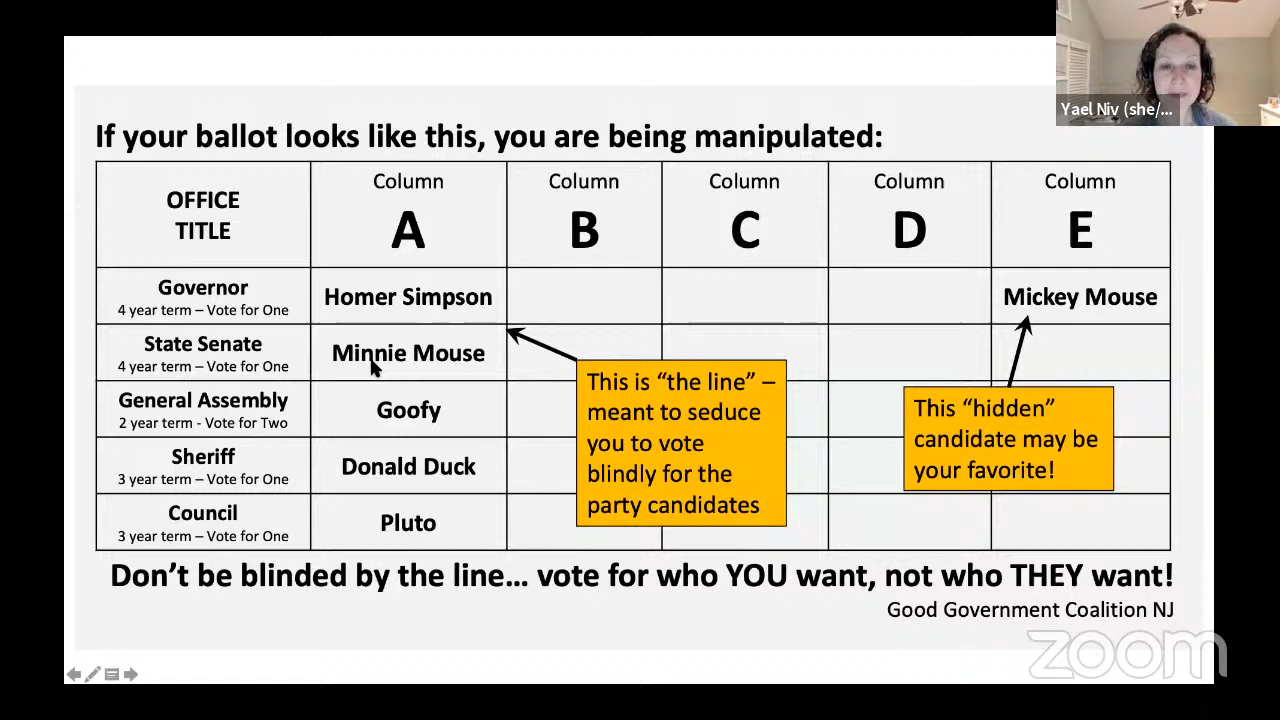 Yael Niv (she/...
If your ballot looks like this, you are being manipulated:
OFFICE
TITLE
Column
A
Column
B
Column
C
Column
D
Column
E
Governor
4 year term – Vote for One
Homer Simpson
Mickey Mouse
State Senate
4 year term – Vote for One
Minnie Mouse
General Assembly
2 year term - Vote for Two
Goofy
Sheriff
3 year term – Vote for One
Donald Duck
Council
3 year term – Vote for One
Pluto
This is “the line” –
meant to seduce
you to vote
blindly for the
party candidates
This “hidden”
candidate may be
your favorite!
Don’t be blinded by the line... vote for who YOU want, not who THEY want!
Good Government Coalition NJ
zoom